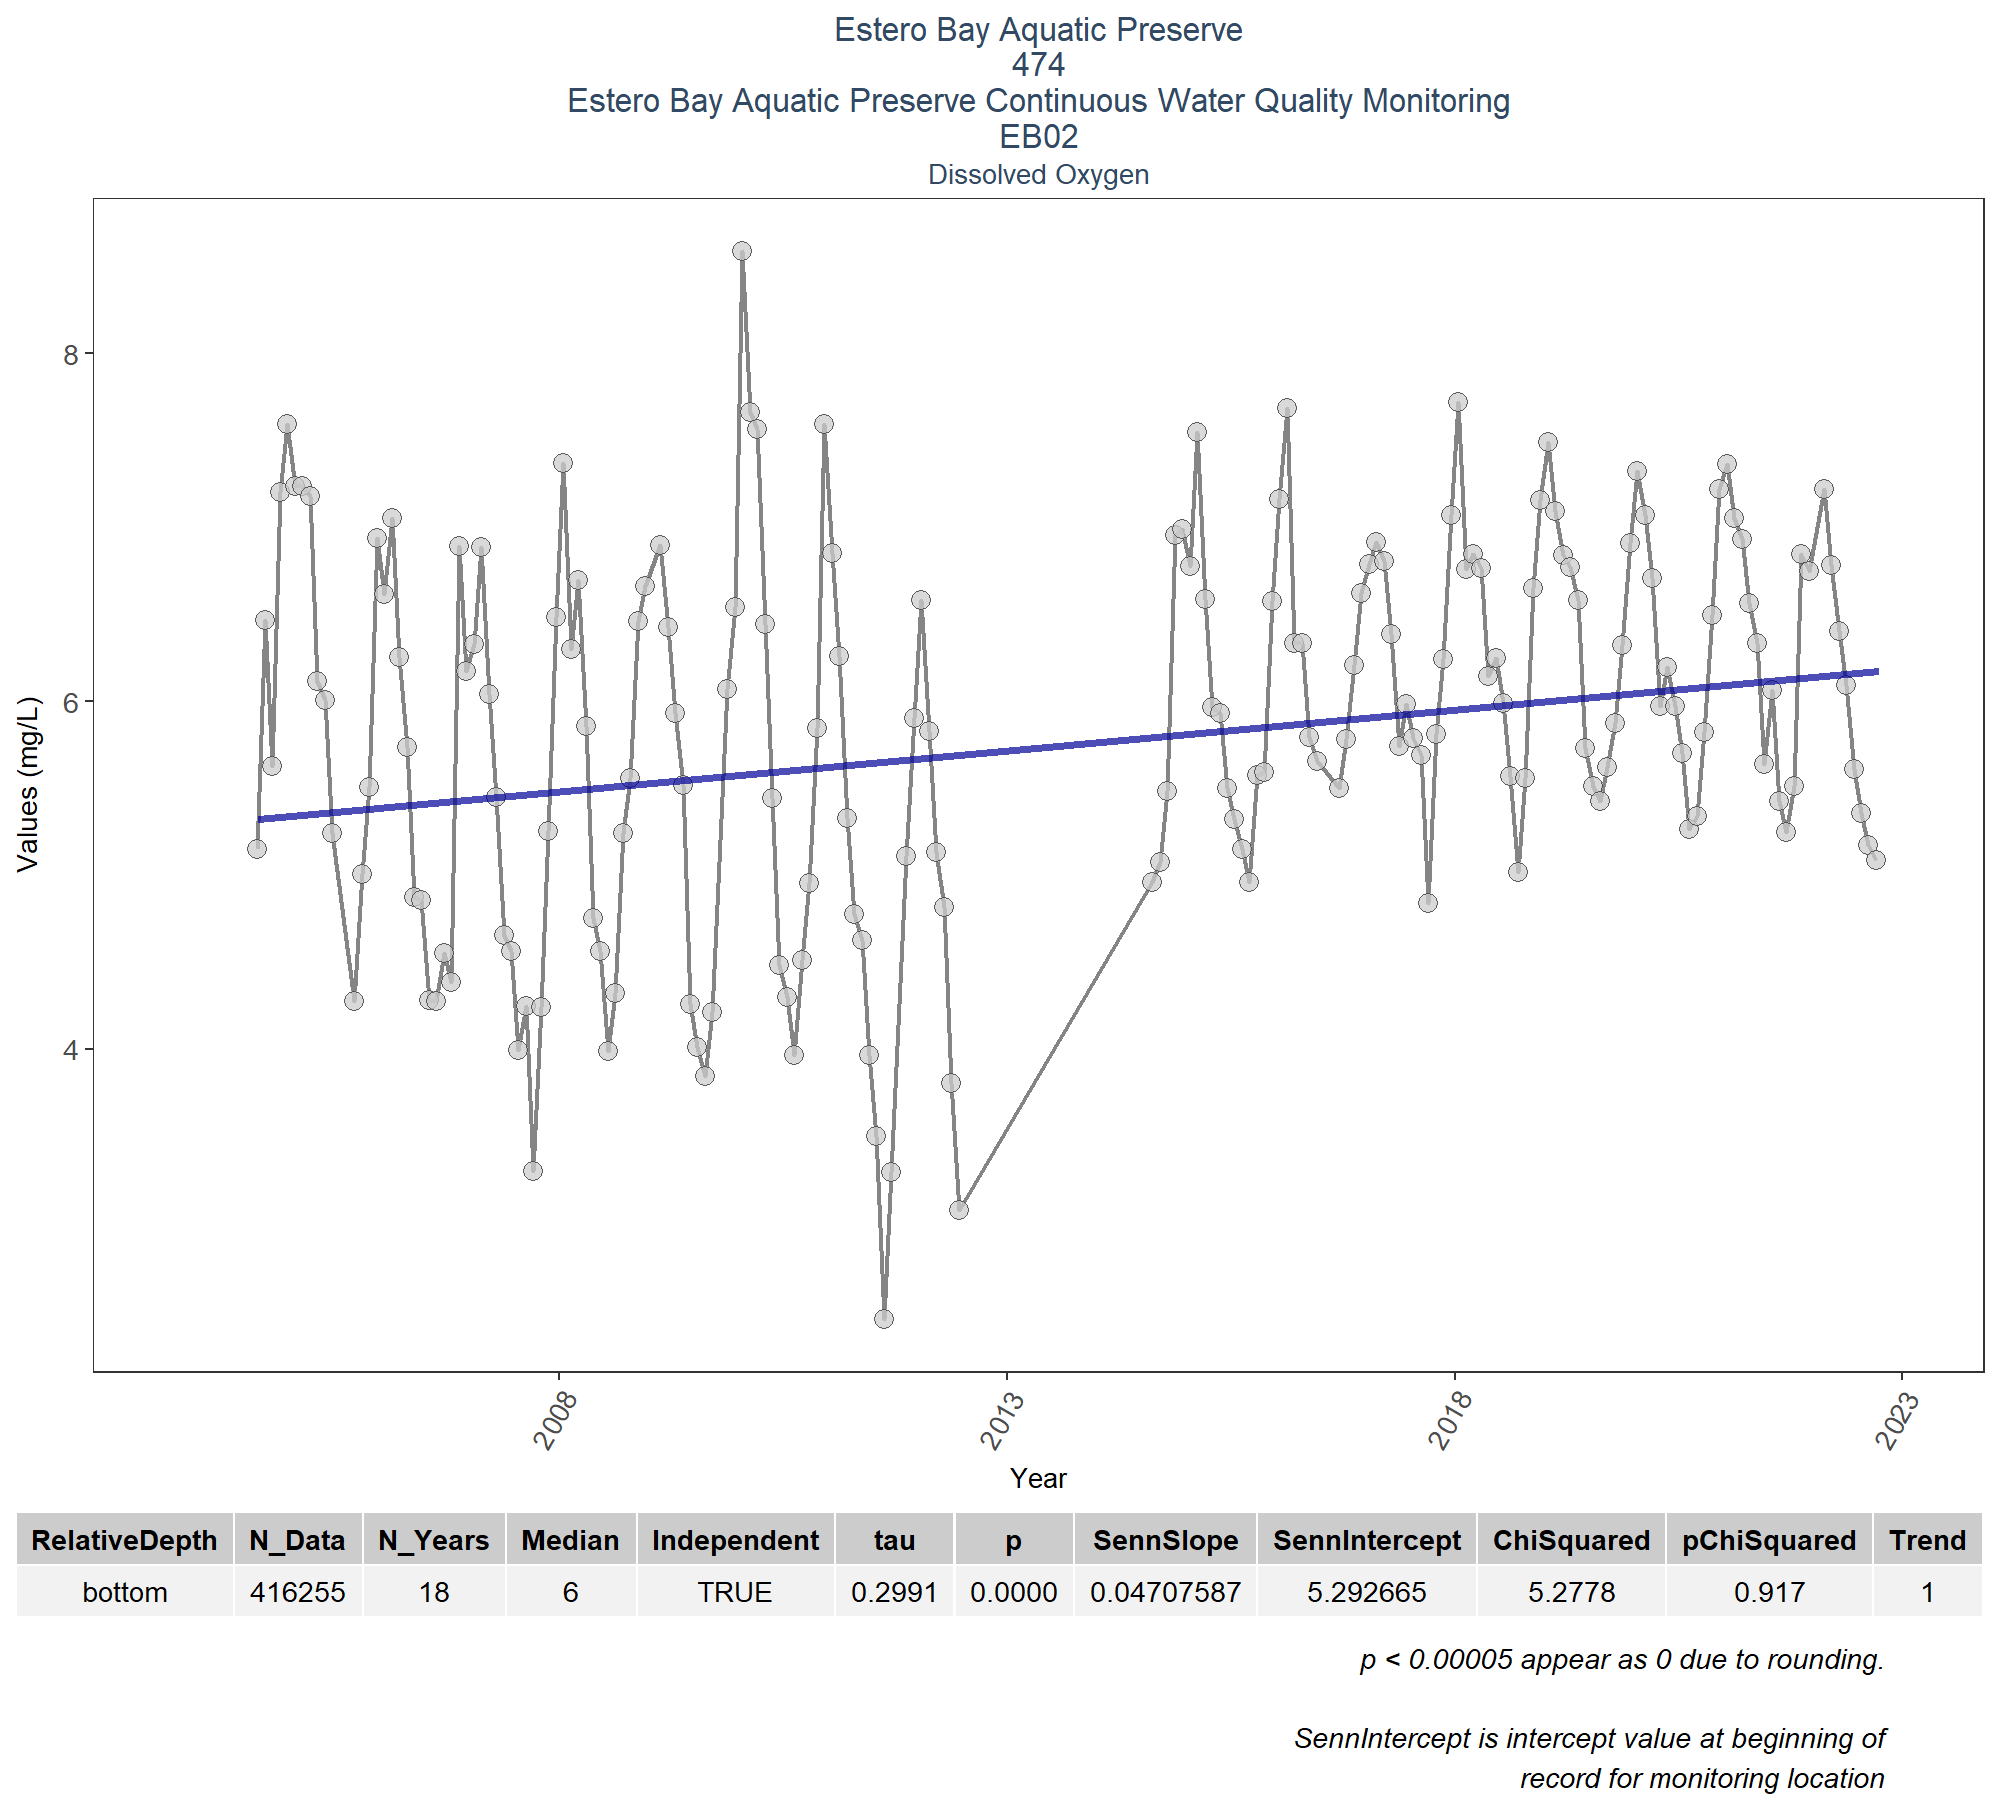 Estero Bay Aquatic Preserve
474
Estero Bay Aquatic Preserve Continuous Water Quality Monitoring
EB02
Dissolved Oxygen
8
6
4
Values (mg/L)
2008
2013
2018
2023
Year
RelativeDepth N_Data N_Years Median Independent tau p SennSlope SennIntercept ChiSquared pChiSquared Trend
bottom 416255 18 6 TRUE 0.2991 0.0000 0.04707587 5.292665 5.2778 0.917 1
p < 0.00005 appear as 0 due to rounding.
SennIntercept is intercept value at beginning of
record for monitoring location